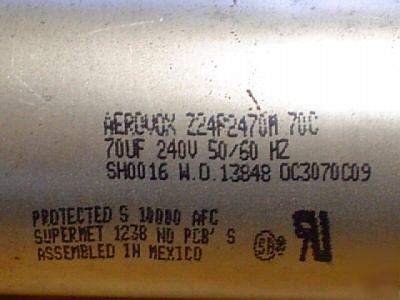 AEROVOX Z24P2470M 70C
70UF 240V 50/60 HZ
SH0016 W.O.13848 0C3070C09
PROTECTED S 10000 AFC
SUPERMET 1238 NO PCB'S
ASSEMBLED IN MEXICO